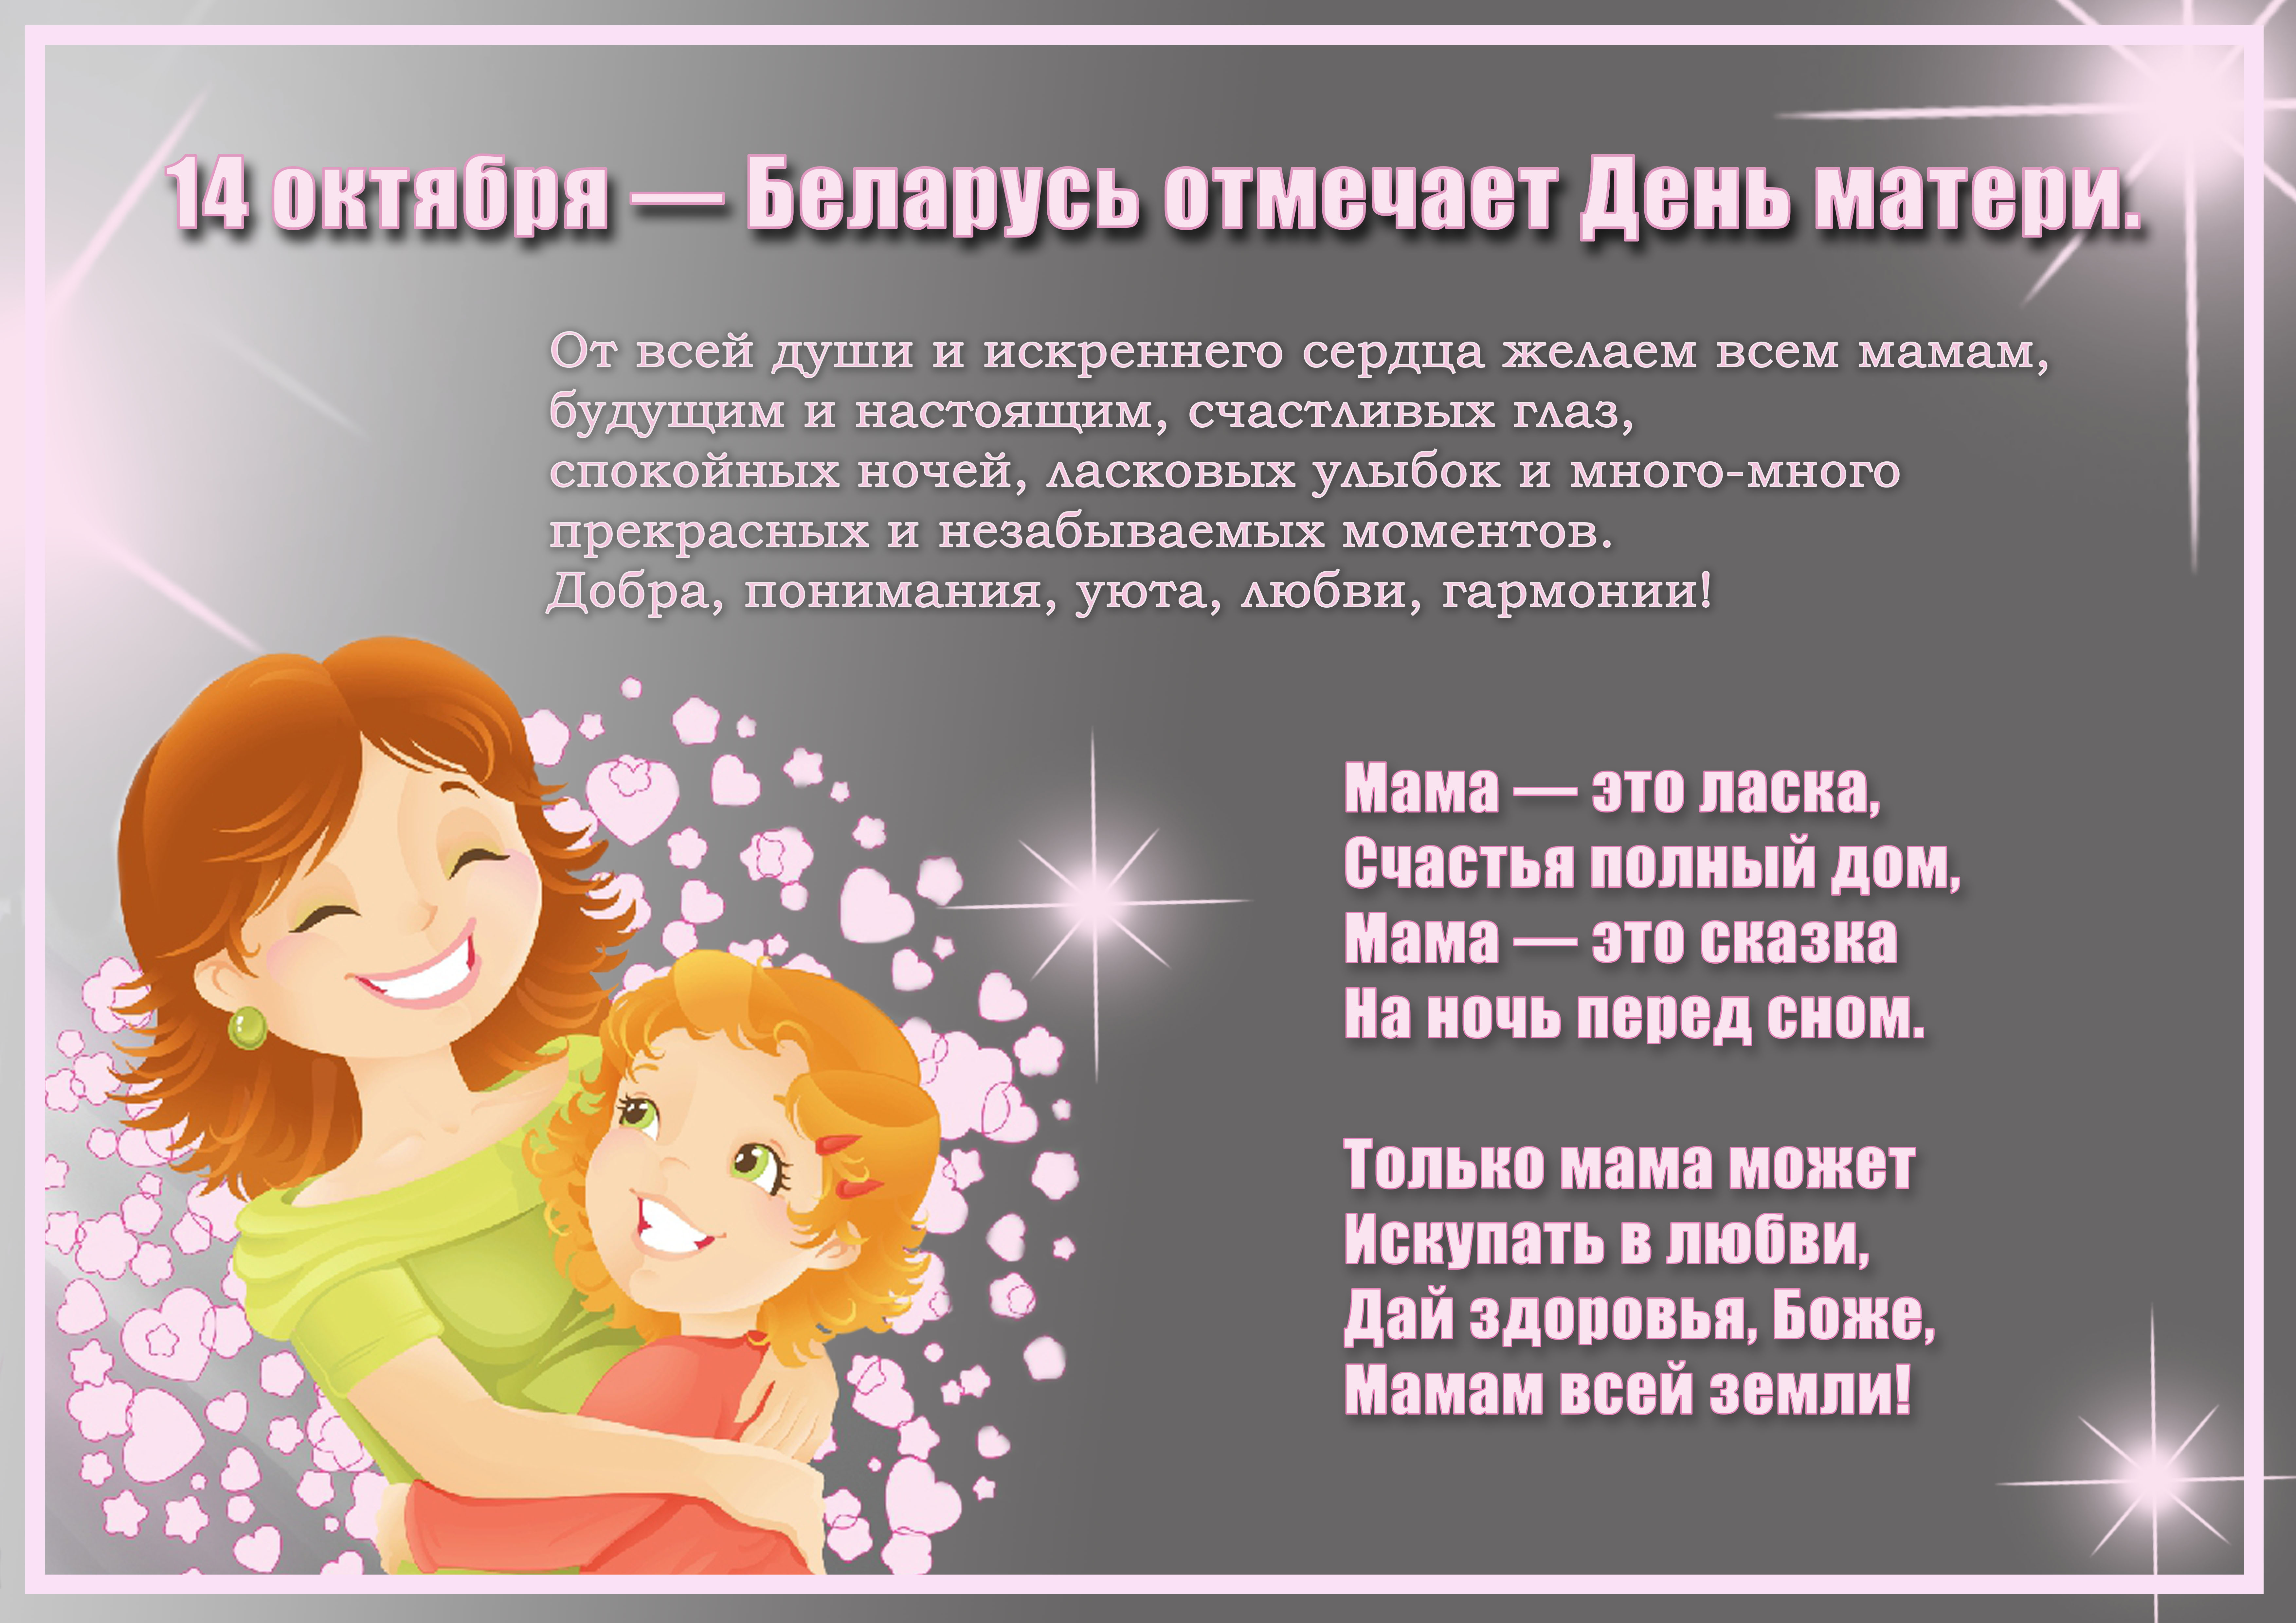 14 октября — Беларусь отмечает День матери.
От всей души и искреннего сердца желаем всем мамам,
будущим и настоящим, счастливых глаз,
спокойных ночей, ласковых улыбок и много-много
прекрасных и незабываемых моментов.
Добра, понимания, уюта, любви, гармонии!
Мама — это ласка,
Счастья полный дом,
Мама — это сказка
На ночь перед сном.
Только мама может
Искупать в любви,
Дай здоровья, Боже,
Мамам всей земли!